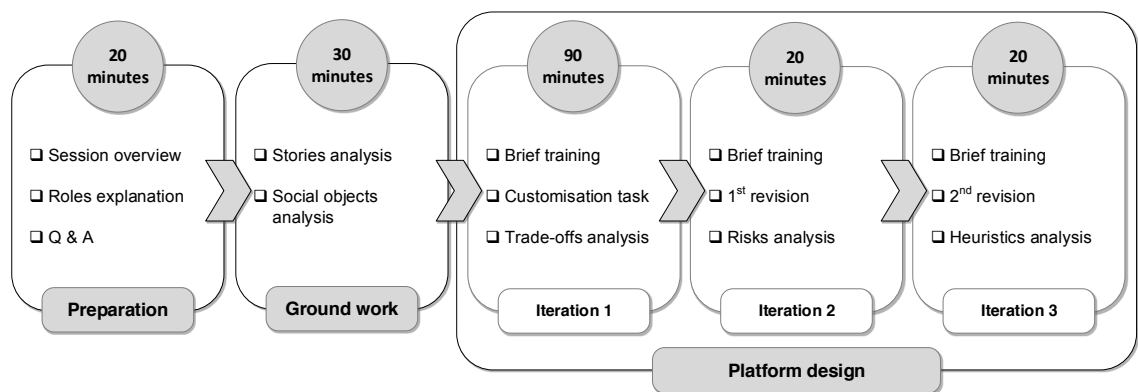 20
minutes
Session overview
Roles explanation
Q & A
Preparation
30
minutes
Stories analysis
Social objects
analysis
Ground work
90
minutes
Brief training
Customisation task
Trade-offs analysis
Iteration 1
20
minutes
Brief training
1st revision
Risks analysis
Iteration 2
20
minutes
Brief training
2nd revision
Heuristics analysis
Iteration 3
Platform design